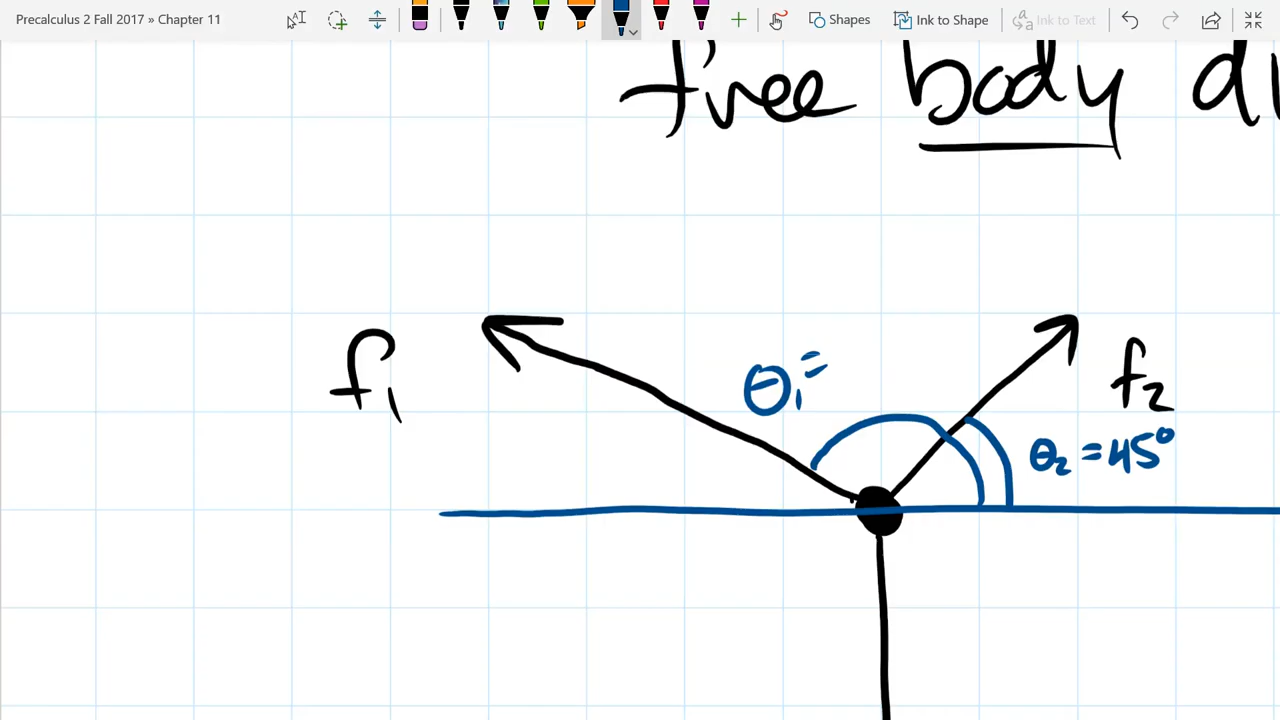 Precalculus 2 Fall 2017 » Chapter 11
Shapes
Ink to Shape
Ink to Text
free body di
f₁
θ₁=
f₂
θ₂ = 45°